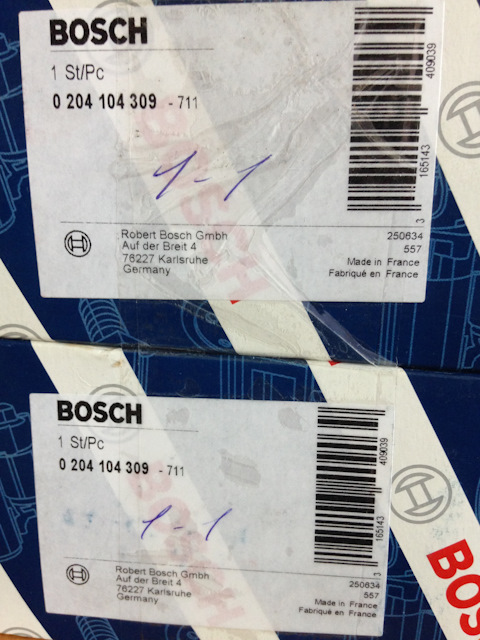 BOSCH
1 St/Pc
0 204 104 309 - 711
1 - 1
3 165143 409039
Robert Bosch Gmbh
Auf der Breit 4
76227 Karlsruhe
Germany
250634
557
Made in France
Fabriqué en France
BOSCH
1 St/Pc
0 204 104 309 - 711
1 - 1
3 165143 409039
Robert Bosch Gmbh
Auf der Breit 4
76227 Karlsruhe
Germany
250634
557
Made in France
Fabriqué en France
BOS